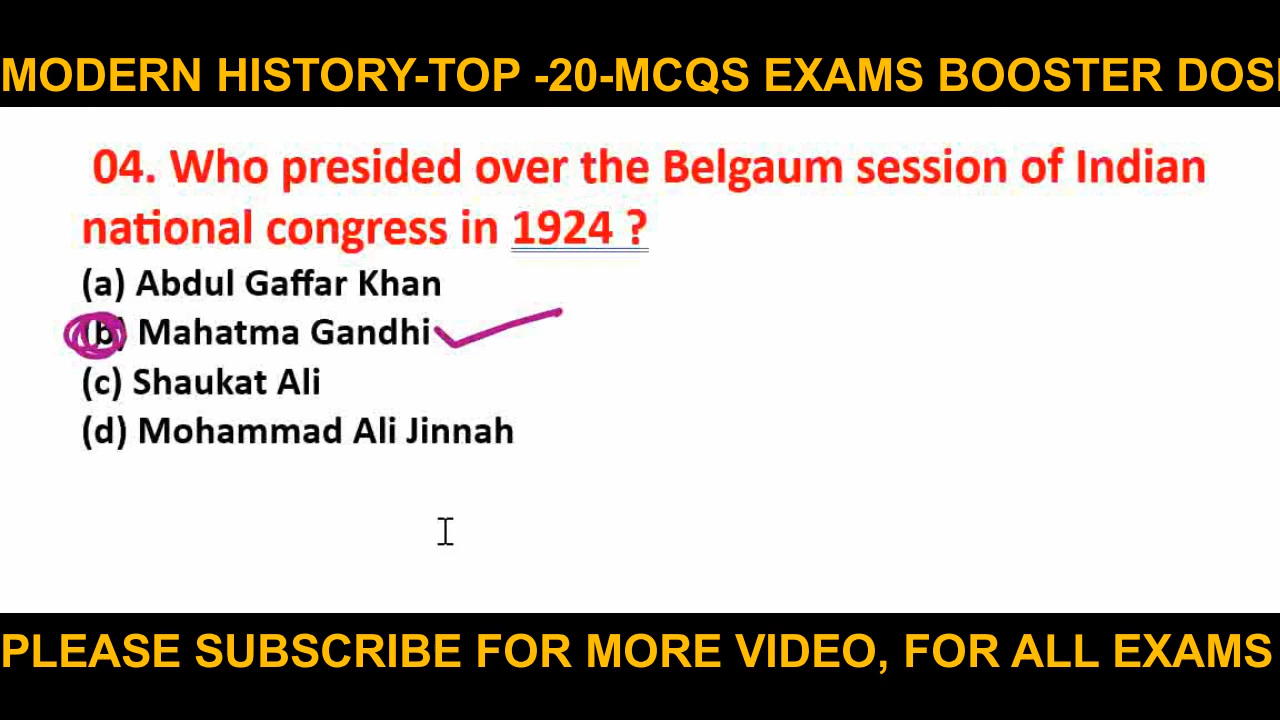 MODERN HISTORY-TOP -20-MCQS EXAMS BOOSTER DOS
04. Who presided over the Belgaum session of Indian
national congress in 1924 ?
(a) Abdul Gaffar Khan
(b) Mahatma Gandhi
(c) Shaukat Ali
(d) Mohammad Ali Jinnah
PLEASE SUBSCRIBE FOR MORE VIDEO, FOR ALL EXAMS